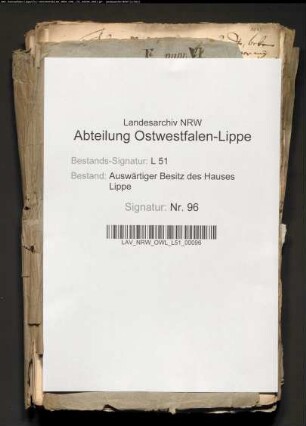 Landesarchiv NRW
Abteilung Ostwestfalen-Lippe
Bestands-Signatur: L 51
Bestand: Auswärtiger Besitz des Hauses
Lippe
Signatur: Nr. 96
LAV_NRW_OWL_L51_00096